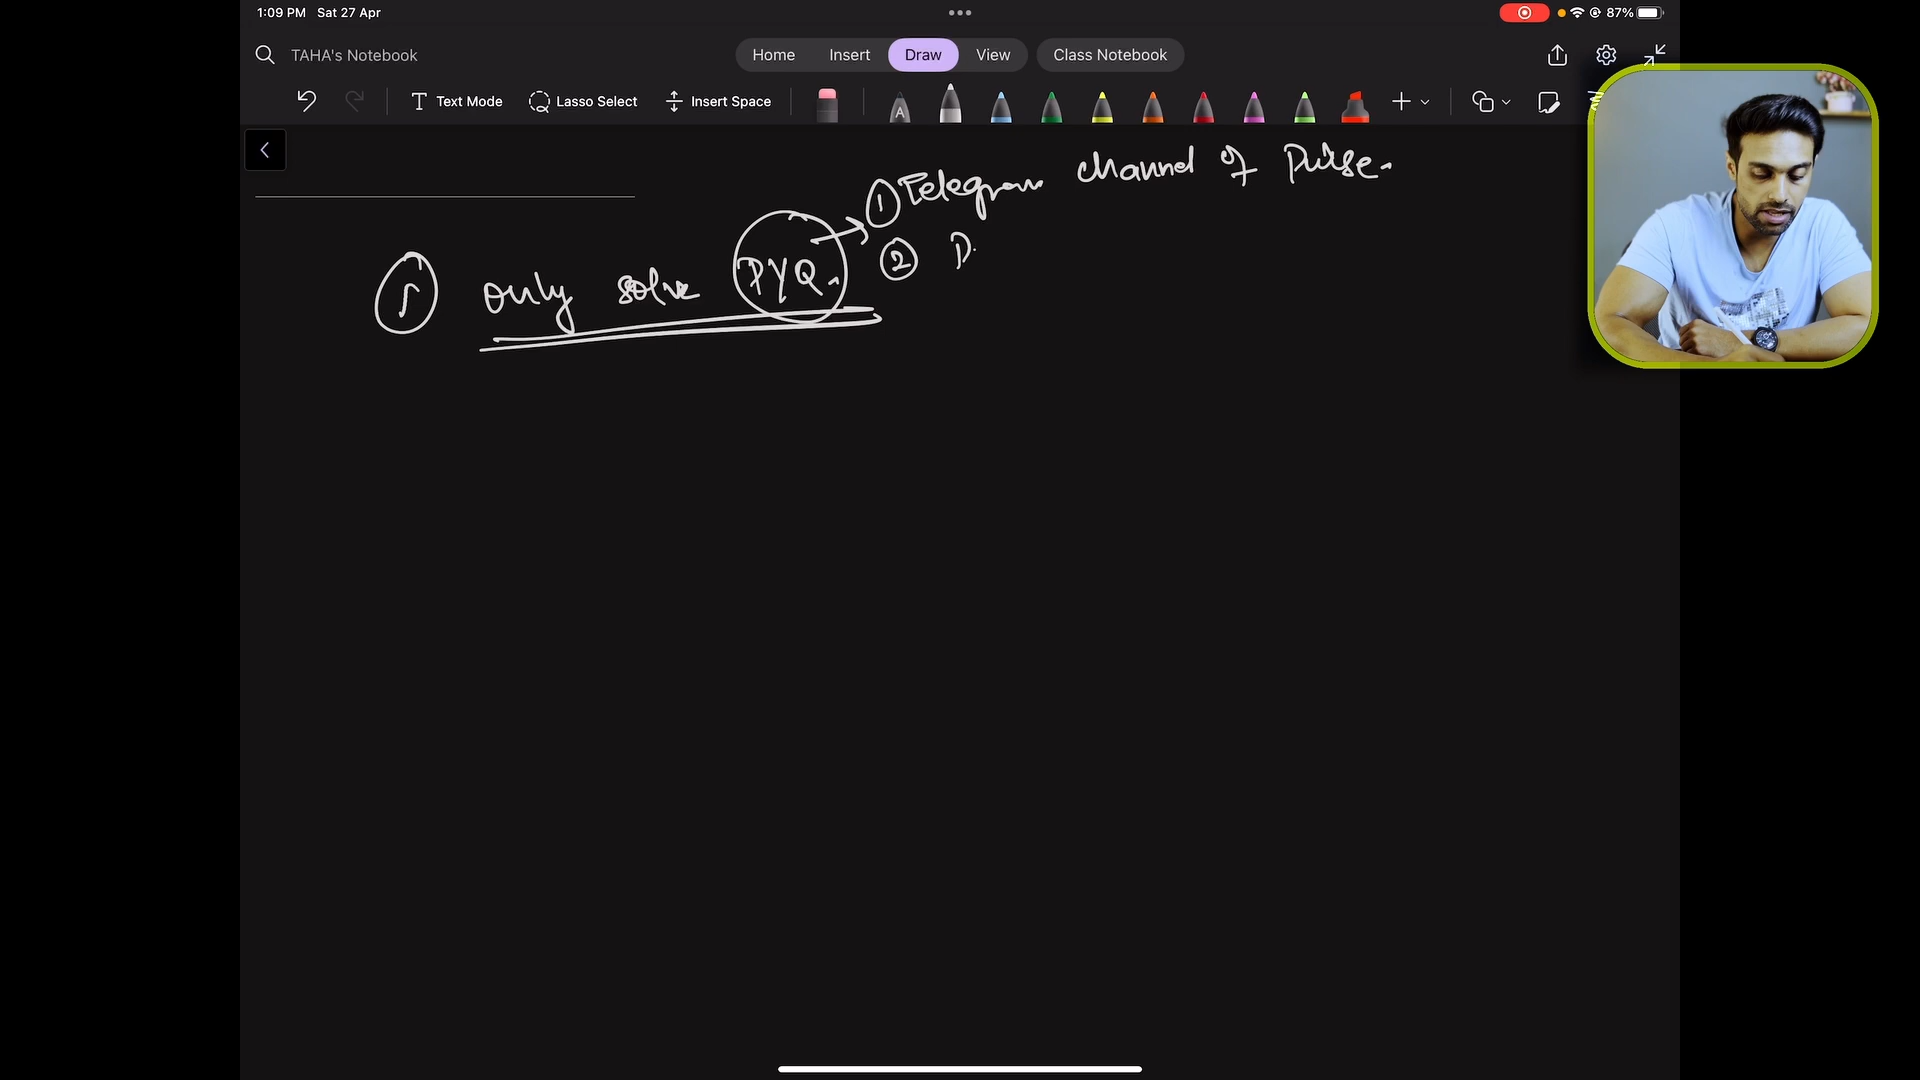 1:09 PM Sat 27 Apr
87%
TAHA's Notebook
Home Insert Draw View Class Notebook
T Text Mode Lasso Select Insert Space A
① Telegram channel of Pulse.
② D.
① only solve PYQ.